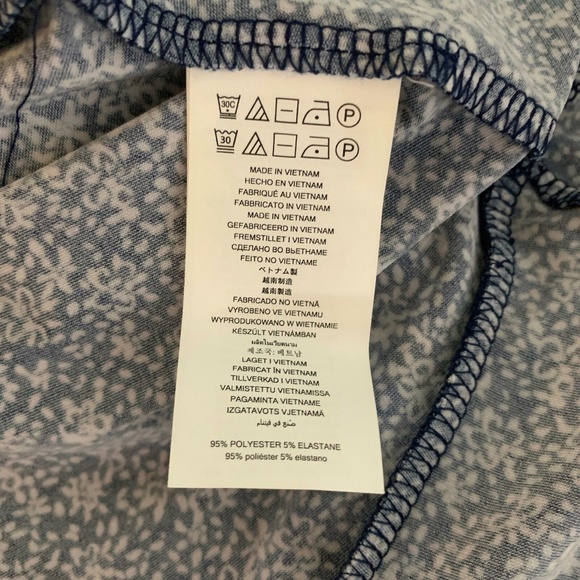 30C P
30 P
MADE IN VIETNAM
HECHO EN VIETNAM
FABRIQUÉ AU VIETNAM
FABBRICATO IN VIETNAM
MADE IN VIETNAM
GEFABRICEERD IN VIETNAM
FREMSTILLET I VIETNAM
СДЕЛАНО ВО ВЬЕТНАМЕ
FEITO NO VIETNAME
ベトナム製
越南制造
越南製造
FABRICADO NO VIETNÃ
VYROBENO VE VIETNAMU
WYPRODUKOWANO W WIETNAMIE
KÉSZÜLT VIETNÁMBAN
ผลิตในเวียดนาม
제조국: 베트남
LAGET I VIETNAM
FABRICAT ÎN VIETNAM
TILLVERKAD I VIETNAM
VALMISTETTU VIETNAMISSA
PAGAMINTA VIETNAME
IZGATAVOTS VJETNAMĀ
صنع في فيتنام
95% POLYESTER 5% ELASTANE
95% poliéster 5% elastano